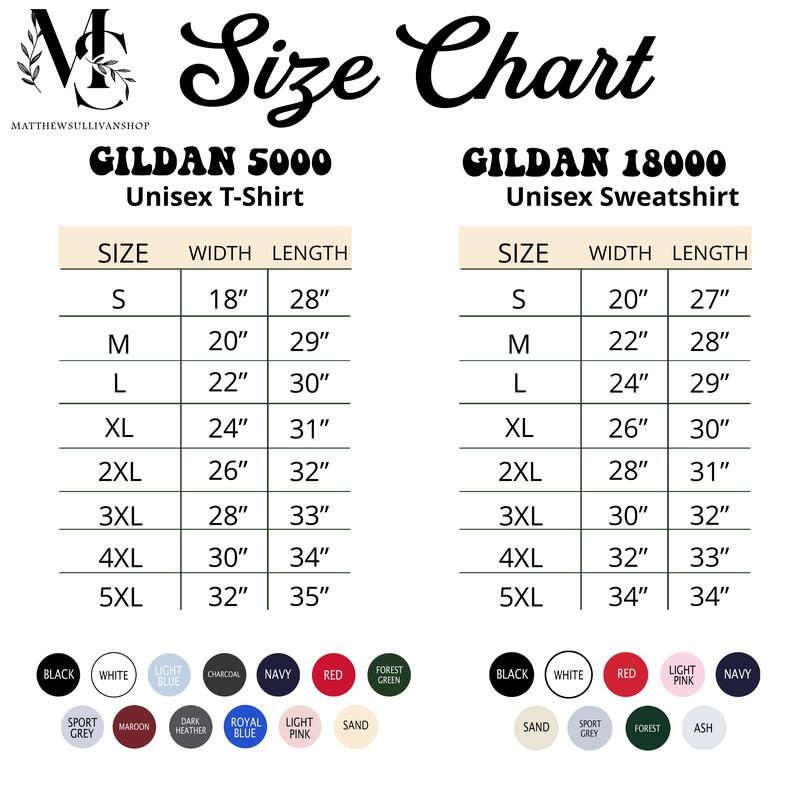 MS
MATTHEWSULLIVANSHOP
Size Chart
GILDAN 5000
Unisex T-Shirt
SIZE WIDTH LENGTH
S 18” 28”
M 20” 29”
L 22” 30”
XL 24” 31”
2XL 26” 32”
3XL 28” 33”
4XL 30” 34”
5XL 32” 35”
BLACK WHITE LIGHT BLUE CHARCOAL NAVY RED FOREST GREEN
SPORT GREY MAROON DARK HEATHER ROYAL BLUE LIGHT PINK SAND
GILDAN 18000
Unisex Sweatshirt
SIZE WIDTH LENGTH
S 20” 27”
M 22” 28”
L 24” 29”
XL 26” 30”
2XL 28” 31”
3XL 30” 32”
4XL 32” 33”
5XL 34” 34”
BLACK WHITE RED LIGHT PINK NAVY
SAND SPORT GREY FOREST ASH